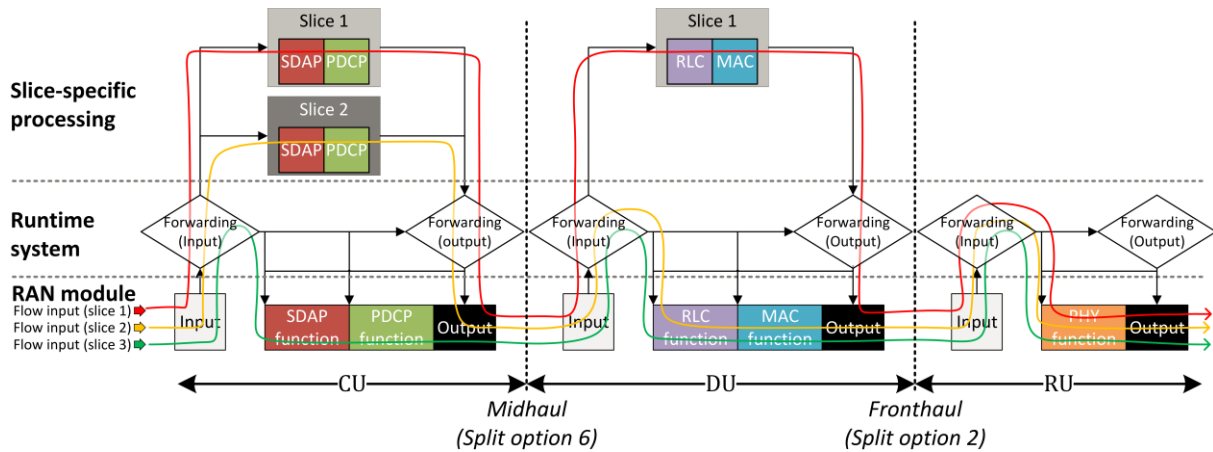 Slice-specific
processing
Slice 1
SDAP PDCP
Slice 2
SDAP PDCP
Slice 1
RLC MAC
Runtime
system
Forwarding
(Input)
Forwarding
(output)
Forwarding
(Input)
Forwarding
(Output)
Forwarding
(Input)
Forwarding
(Output)
RAN module
Flow input (slice 1)
Flow input (slice 2)
Flow input (slice 3)
Input
SDAP
function
PDCP
function
Output
Input
RLC
function
MAC
function
Output
Input
PHY
function
Output
CU
DU
RU
Midhaul
(Split option 6)
Fronthaul
(Split option 2)